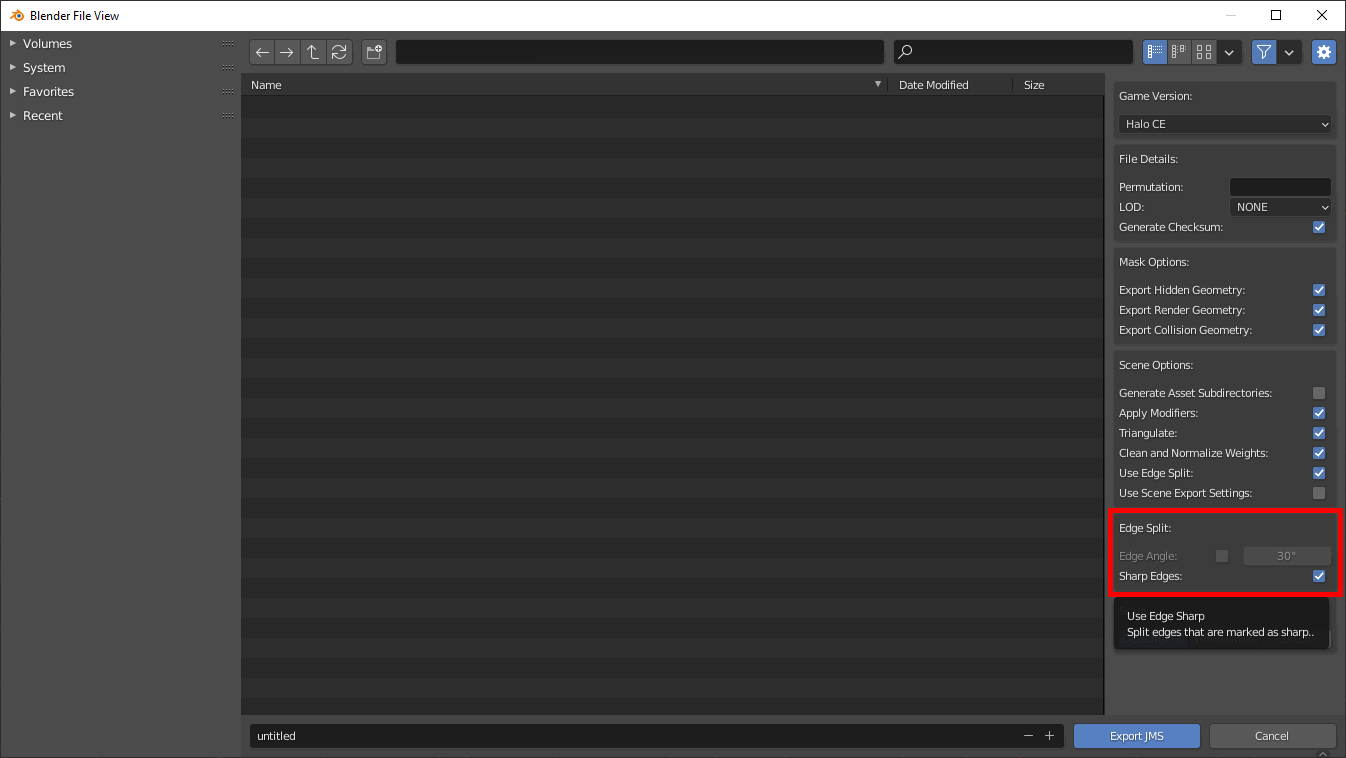 Blender File View
Volumes
System
Favorites
Recent
Name
Date Modified
Size
Game Version:
Halo CE
File Details:
Permutation:
LOD: NONE
Generate Checksum:
Mask Options:
Export Hidden Geometry:
Export Render Geometry:
Export Collision Geometry:
Scene Options:
Generate Asset Subdirectories:
Apply Modifiers:
Triangulate:
Clean and Normalize Weights:
Use Edge Split:
Use Scene Export Settings:
Edge Split:
Edge Angle: 30°
Sharp Edges:
Use Edge Sharp
Split edges that are marked as sharp..
untitled
Export JMS
Cancel